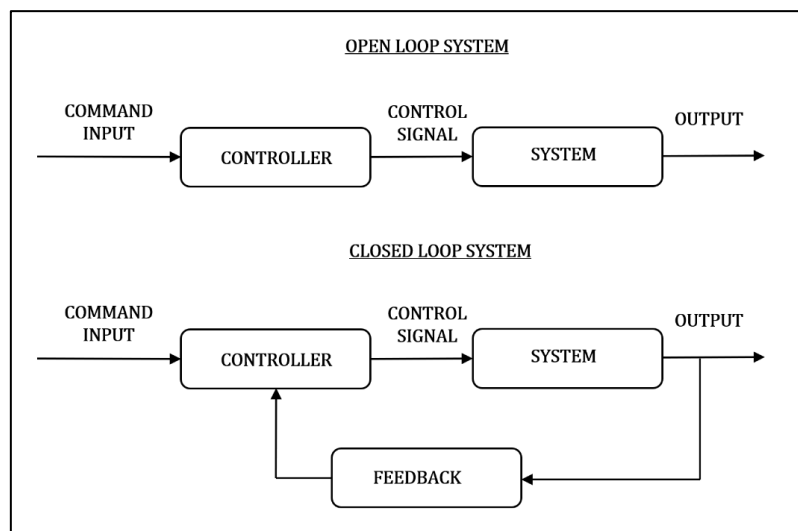 OPEN LOOP SYSTEM
COMMAND
INPUT
CONTROLLER
CONTROL
SIGNAL
SYSTEM
OUTPUT
CLOSED LOOP SYSTEM
COMMAND
INPUT
CONTROLLER
CONTROL
SIGNAL
SYSTEM
OUTPUT
FEEDBACK